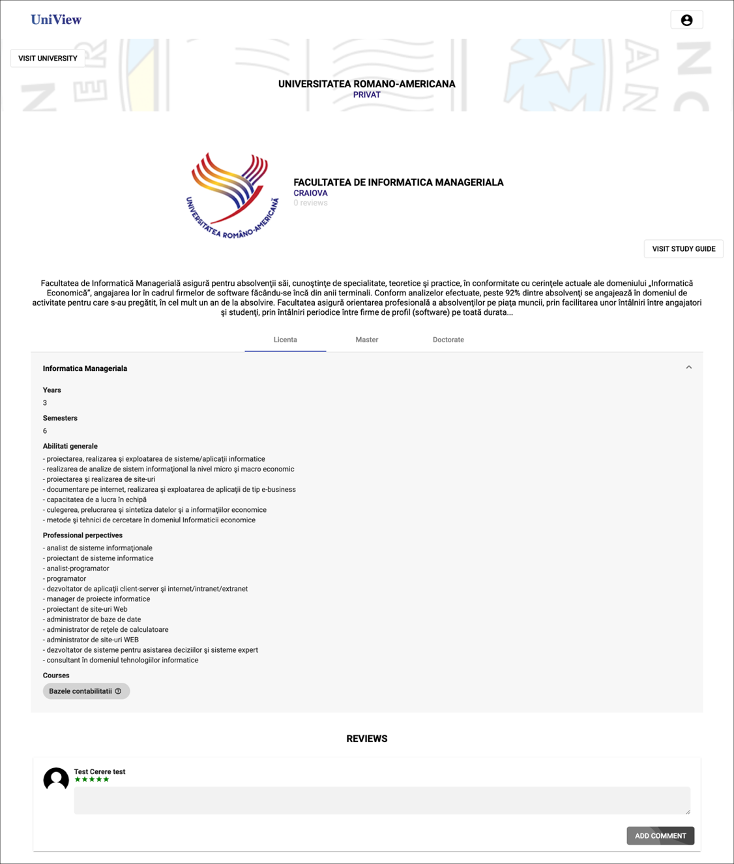 UniView
VISIT UNIVERSITY
UNIVERSITATEA ROMANO-AMERICANA
PRIVAT
UNIVERSITATEA ROMÂNO-AMERICANĂ
FACULTATEA DE INFORMATICA MANAGERIALA
CRAIOVA
0 reviews
VISIT STUDY GUIDE
Facultatea de Informatică Managerială asigură pentru absolvenţii săi, cunoştinţe de specialitate, teoretice şi practice, în conformitate cu cerinţele actuale ale domeniului „Informatică
Economică”, angajarea lor în cadrul firmelor de software făcându-se încă din anii terminali. Conform analizelor efectuate, peste 92% dintre absolvenţi se angajează în domeniul de
activitate pentru care s-au pregătit, în cel mult un an de la absolvire. Facultatea asigură orientarea profesională a absolvenţilor pe piaţa muncii, prin facilitarea unor întâlniri între angajatori
şi studenţi, prin întâlniri periodice între firme de profil (software) pe toată durata...
Licenta Master Doctorate
Informatica Manageriala
Years
3
Semesters
6
Abilitati generale
- proiectarea, realizarea şi exploatarea de sisteme/aplicaţii informatice
- realizarea de analize de sistem informaţional la nivel micro şi macro economic
- proiectarea şi realizarea de site-uri
- documentare pe internet, realizarea şi exploatarea de aplicaţii de tip e-business
- capacitatea de a lucra în echipă
- culegerea, prelucrarea şi sintetiza datelor şi a informaţiilor economice
- metode şi tehnici de cercetare în domeniul Informaticii economice
Professional perpectives
- analist de sisteme informaţionale
- proiectant de sisteme informatice
- analist-programator
- programator
- dezvoltator de aplicaţii client-server şi internet/intranet/extranet
- manager de proiecte informatice
- proiectant de site-uri Web
- administrator de baze de date
- administrator de reţele de calculatoare
- administrator de site-uri WEB
- dezvoltator de sisteme pentru asistarea deciziilor şi sisteme expert
- consultant în domeniul tehnologiilor informatice
Courses
Bazele contabilitatii
REVIEWS
Test Cerere test
ADD COMMENT